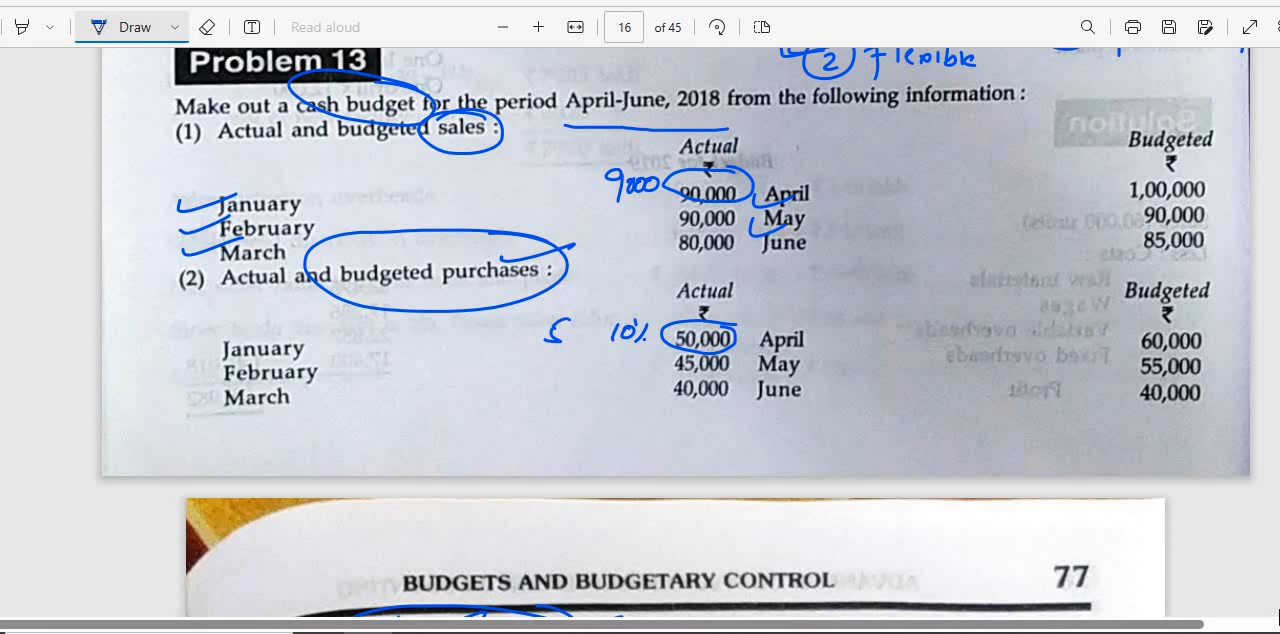 Draw Read aloud 16 of 45
2 flexible
Problem 13
Make out a cash budget for the period April-June, 2018 from the following information :
(1) Actual and budgeted sales :
Actual Budgeted
₹ ₹
9000 90,000 April 1,00,000
January
90,000 May 90,000
February
80,000 June 85,000
March
(2) Actual and budgeted purchases :
Actual Budgeted
₹ ₹
10% 50,000 April 60,000
January
45,000 May 55,000
February
40,000 June 40,000
March
BUDGETS AND BUDGETARY CONTROL 77